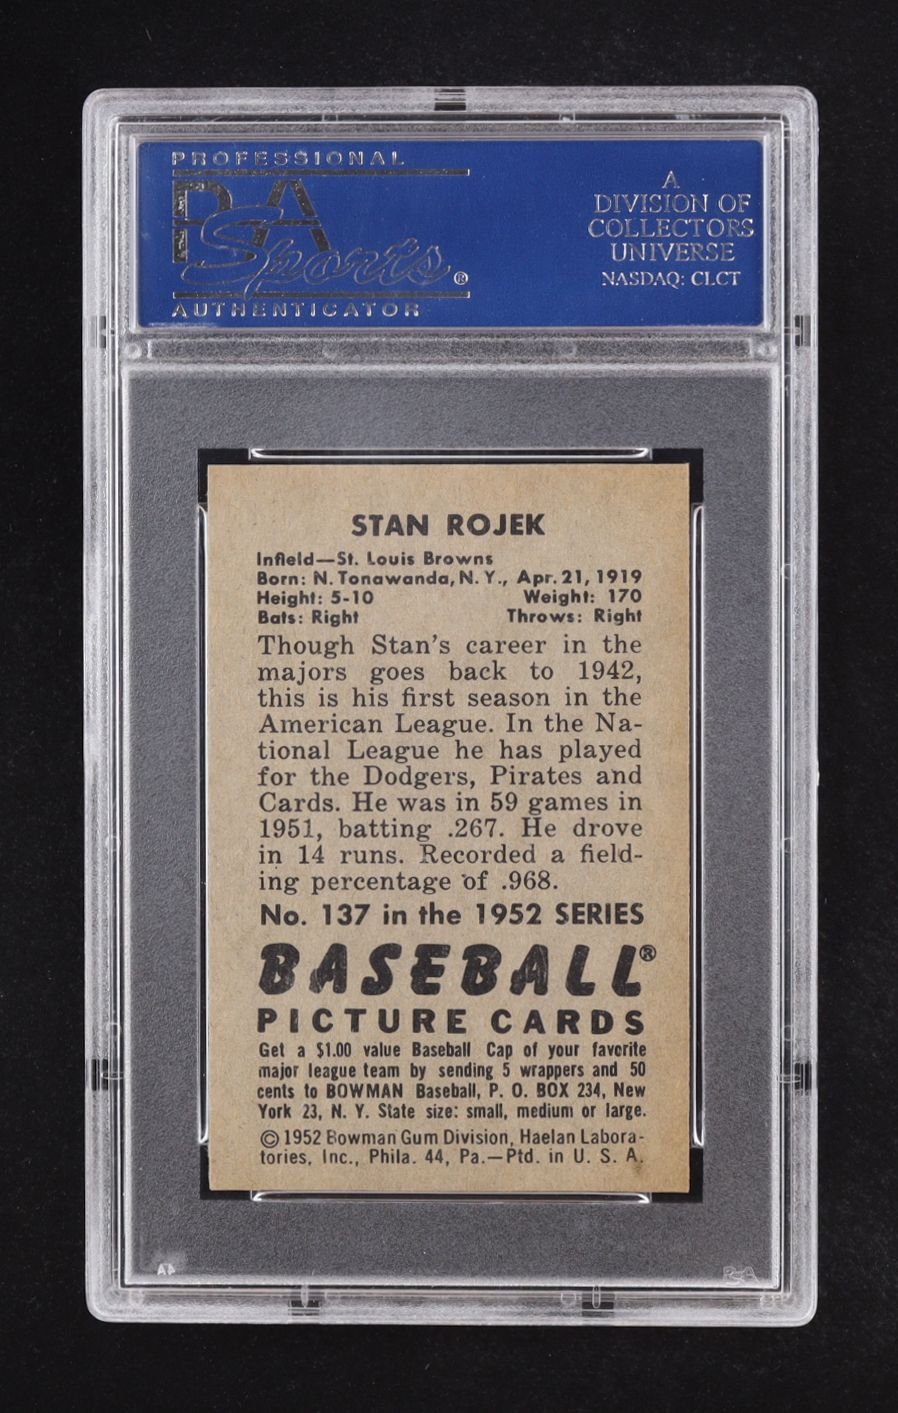 PROFESSIONAL
PSA
Sports®
AUTHENTICATOR
A
DIVISION OF
COLLECTORS
UNIVERSE
NASDAQ: CLCT
STAN ROJEK
Infield—St. Louis Browns
Born: N. Tonawanda, N. Y., Apr. 21, 1919
Height: 5-10 Weight: 170
Bats: Right Throws: Right
Though Stan's career in the
majors goes back to 1942,
this is his first season in the
American League. In the Na-
tional League he has played
for the Dodgers, Pirates and
Cards. He was in 59 games in
1951, batting .267. He drove
in 14 runs. Recorded a field-
ing percentage of .968.
No. 137 in the 1952 SERIES
BASEBALL®
PICTURE CARDS
Get a $1.00 value Baseball Cap of your favorite
major league team by sending 5 wrappers and 50
cents to BOWMAN Baseball, P. O. BOX 234, New
York 23, N. Y. State size: small, medium or large.
© 1952 Bowman Gum Division, Haelan Labora-
tories, Inc., Phila. 44, Pa.—Ptd. in U. S. A.
PSA